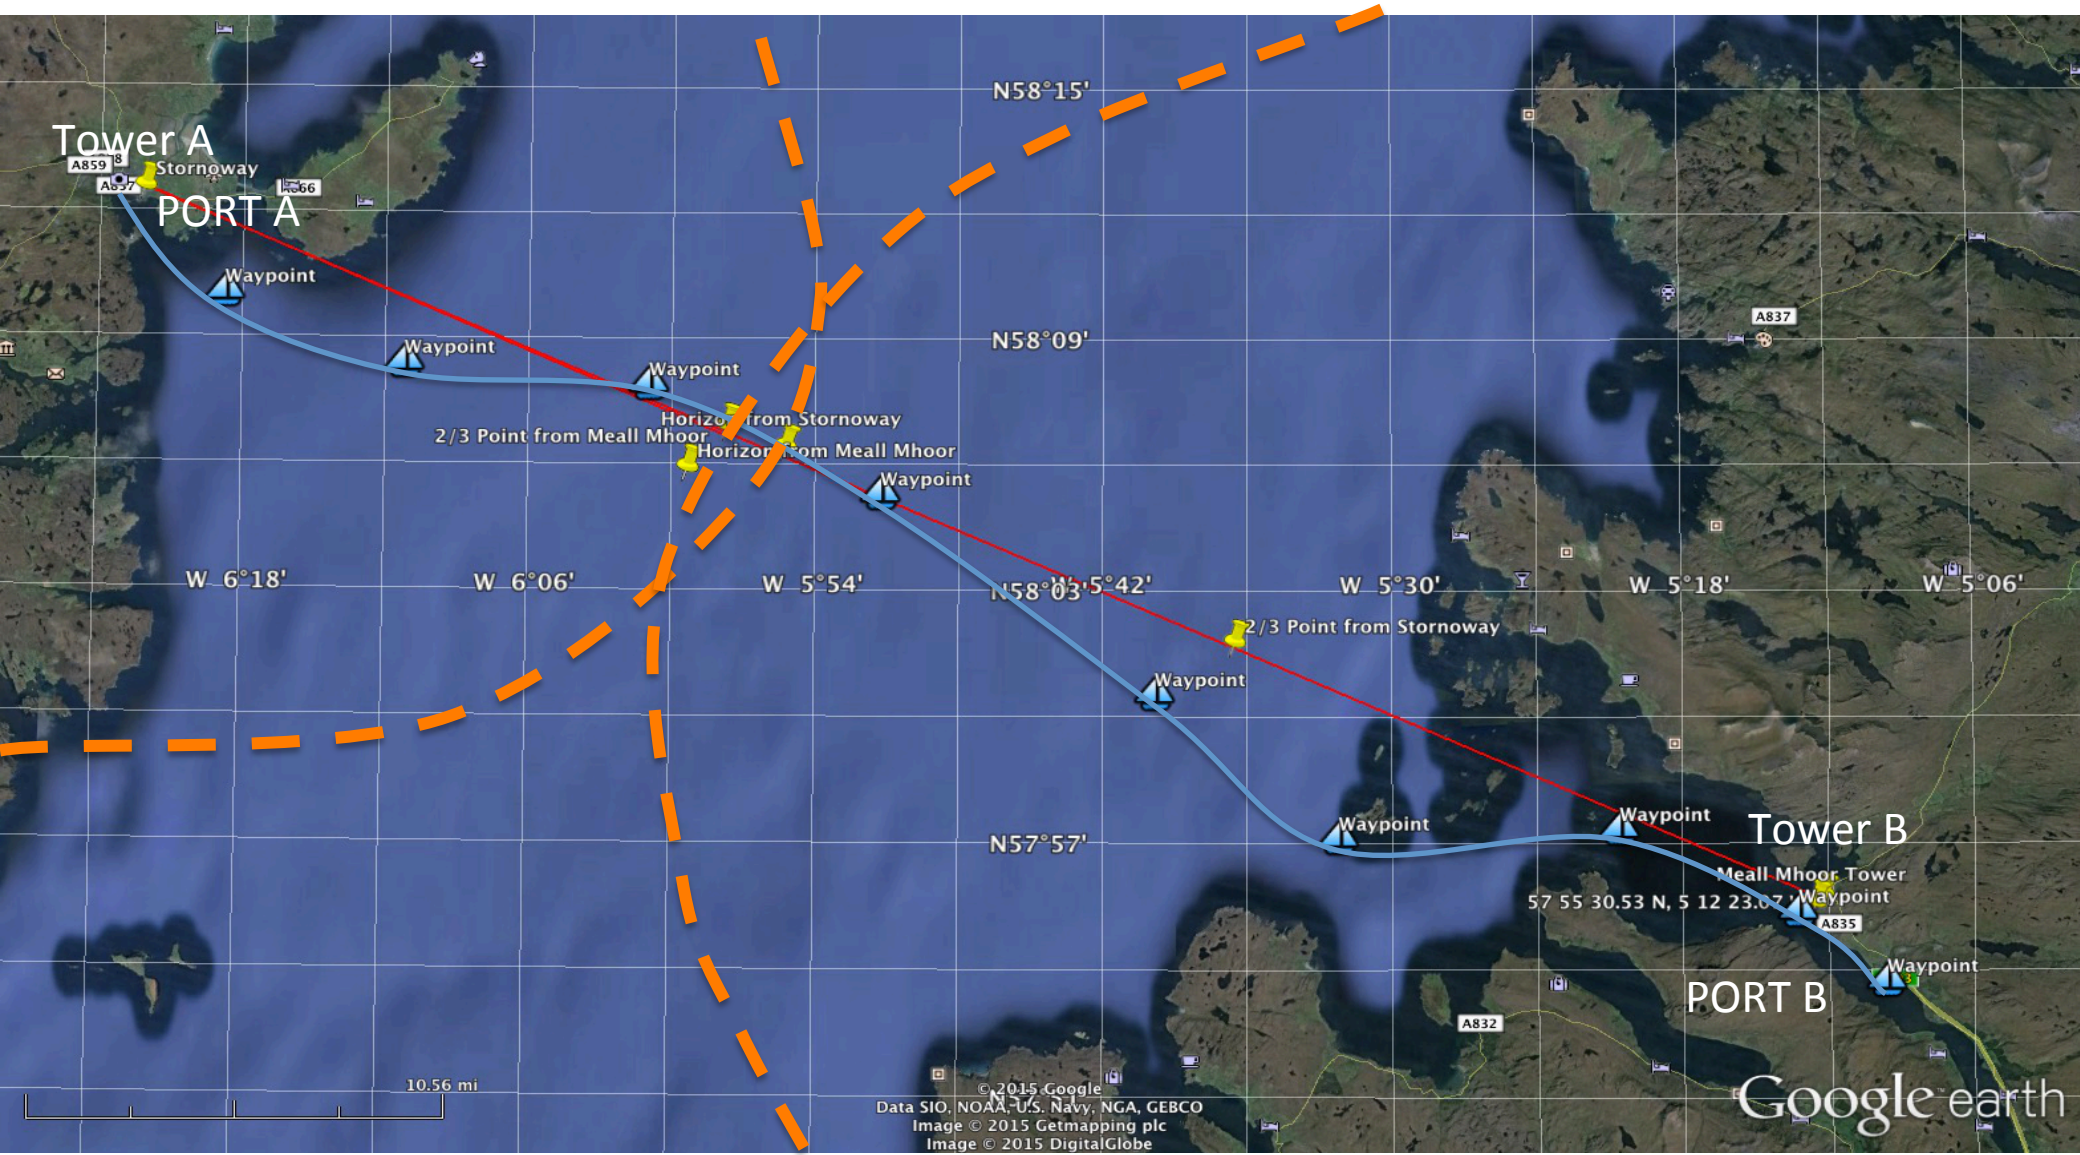 N58°15'
Tower A
A859
8
Stornoway
A857
A866
PORT A
Waypoint
A837
N58°09'
Waypoint
Waypoint
Horizon from Stornoway
2/3 Point from Meall Mhoor
Horizon from Meall Mhoor
Waypoint
W 6°18'
W 6°06'
W 5°54'
N58°03'
W 5°42'
W 5°30'
W 5°18'
W 5°06'
2/3 Point from Stornoway
Waypoint
Waypoint
Waypoint
Tower B
N57°57'
Meall Mhoor Tower
57 55 30.53 N, 5 12 23.07
Waypoint
A835
Waypoint
PORT B
A832
10.56 mi
© 2015 Google
N57°51'
Data SIO, NOAA, U.S. Navy, NGA, GEBCO
Image © 2015 Getmapping plc
Image © 2015 DigitalGlobe
Google earth